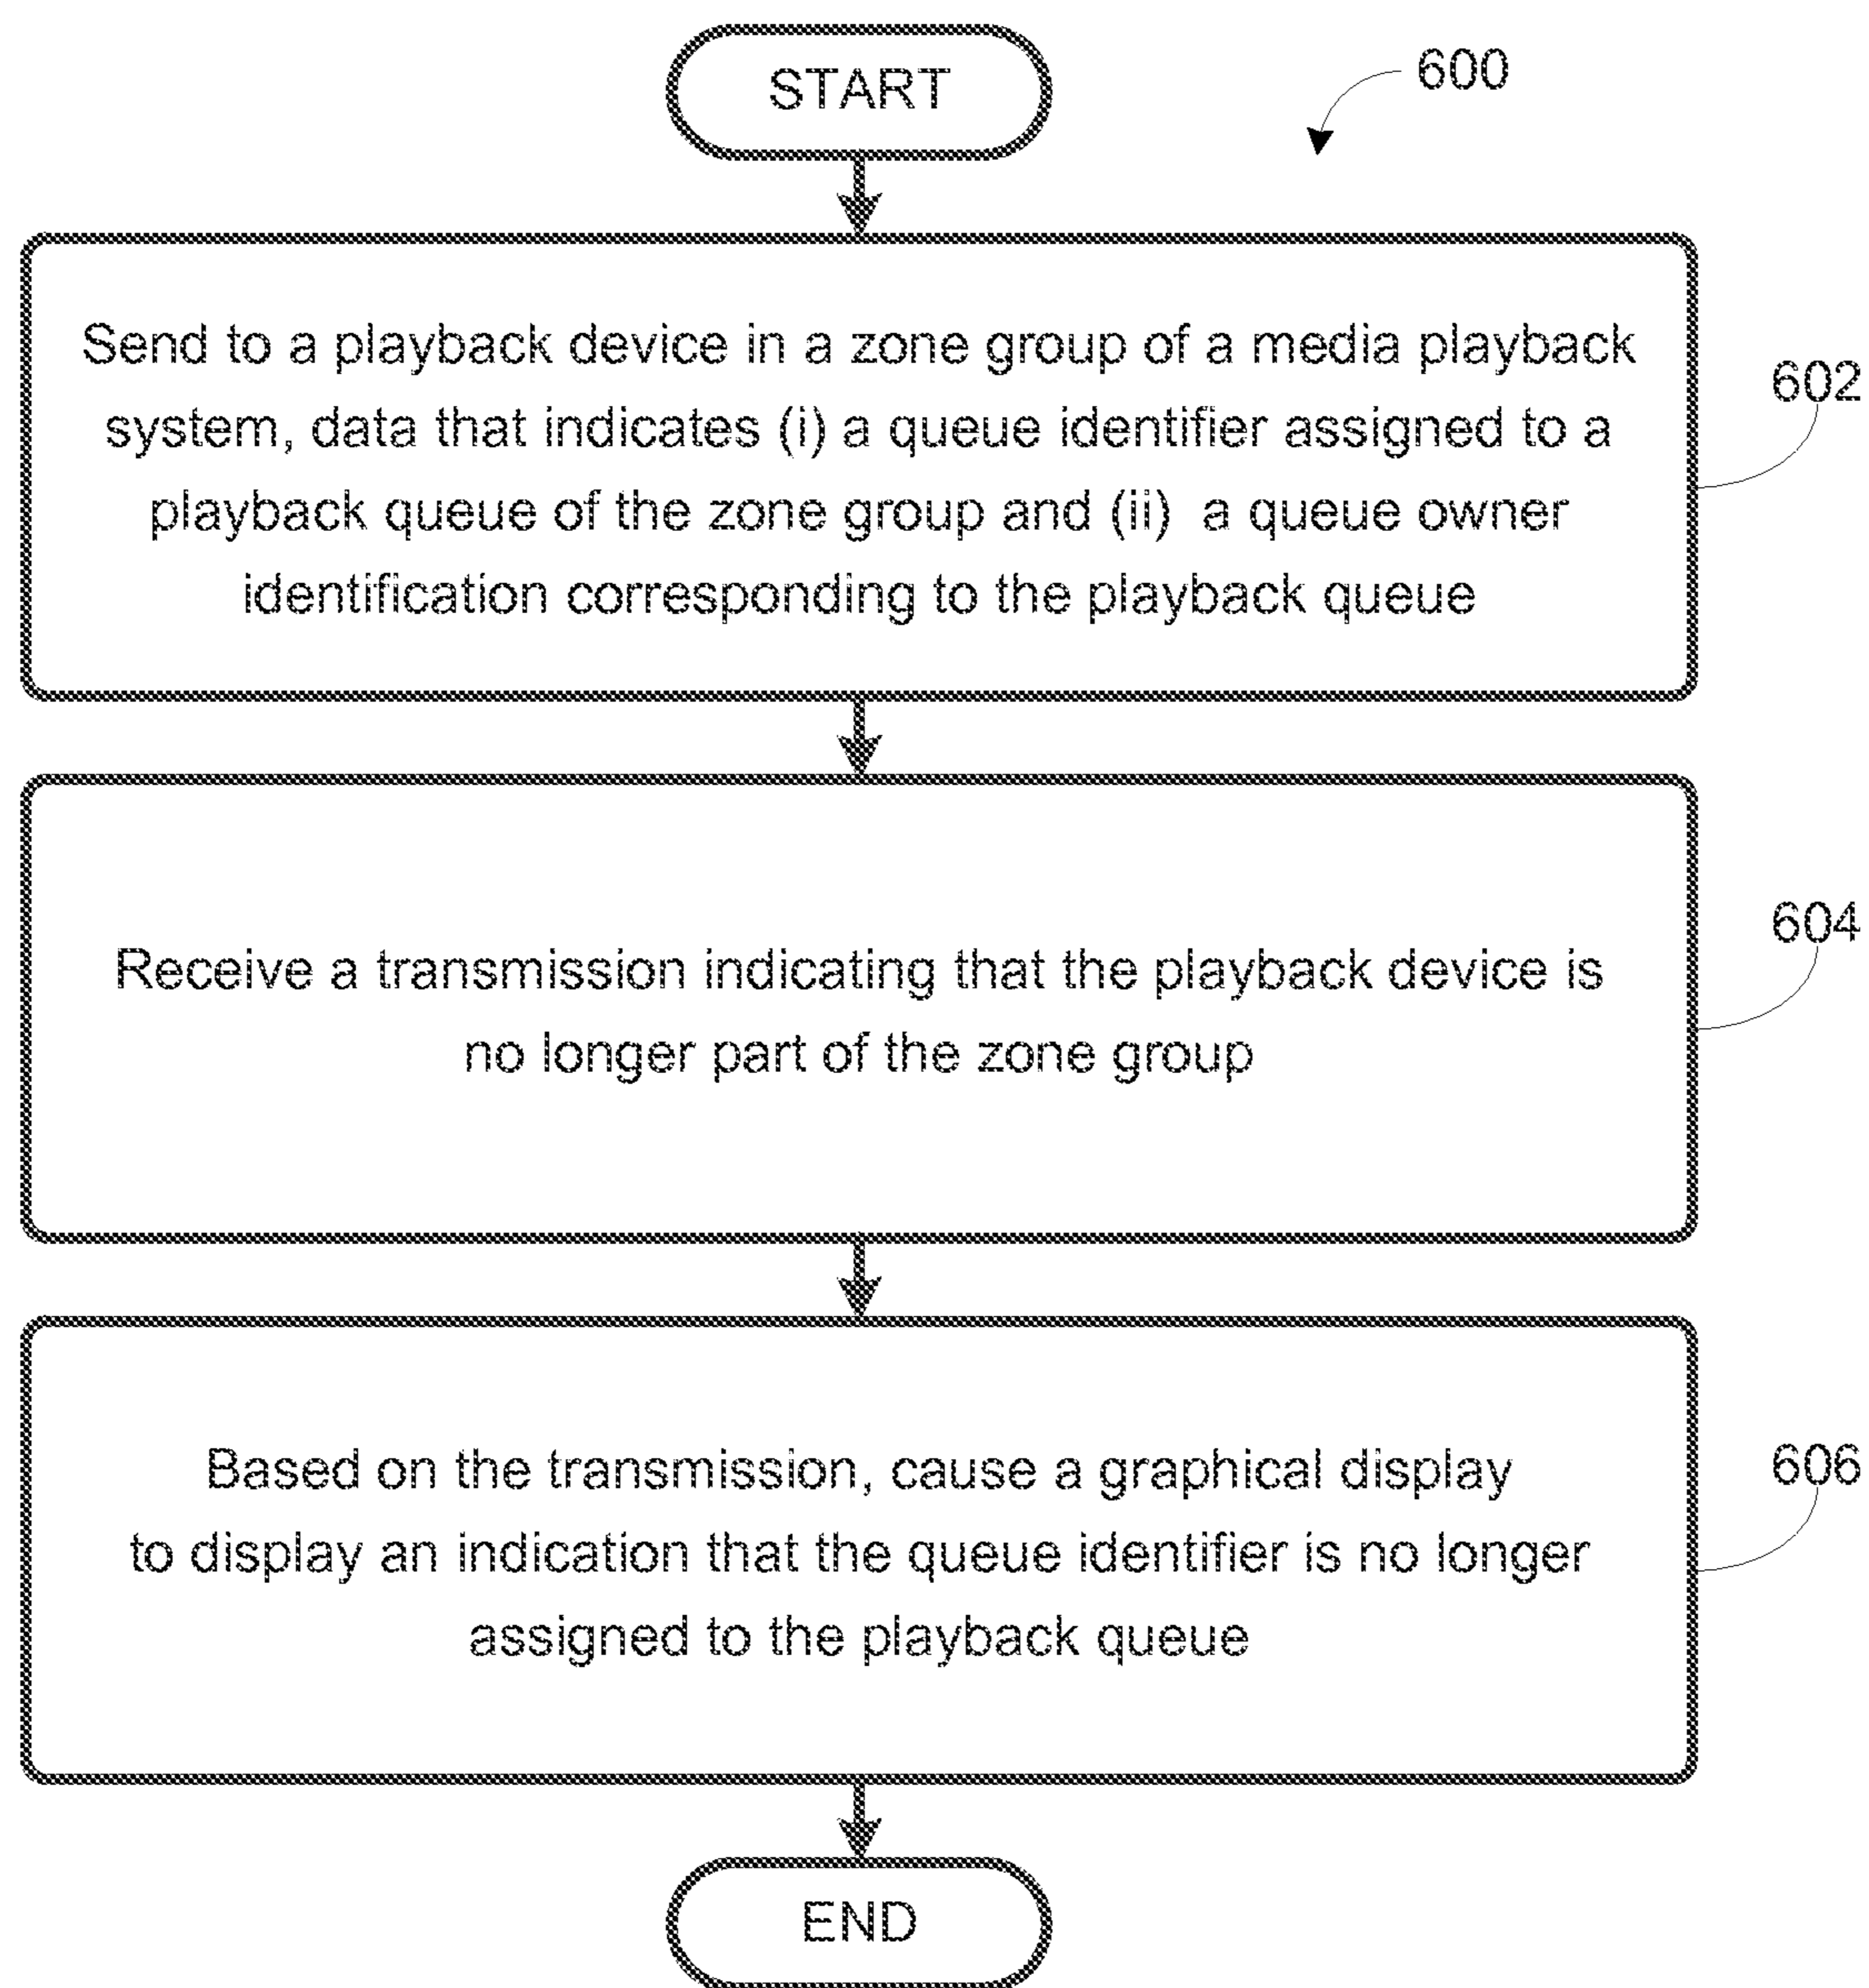 START
600
Send to a playback device in a zone group of a media playback
system, data that indicates (i) a queue identifier assigned to a
playback queue of the zone group and (ii) a queue owner
identification corresponding to the playback queue
602
Receive a transmission indicating that the playback device is
no longer part of the zone group
604
Based on the transmission, cause a graphical display
to display an indication that the queue identifier is no longer
assigned to the playback queue
606
END